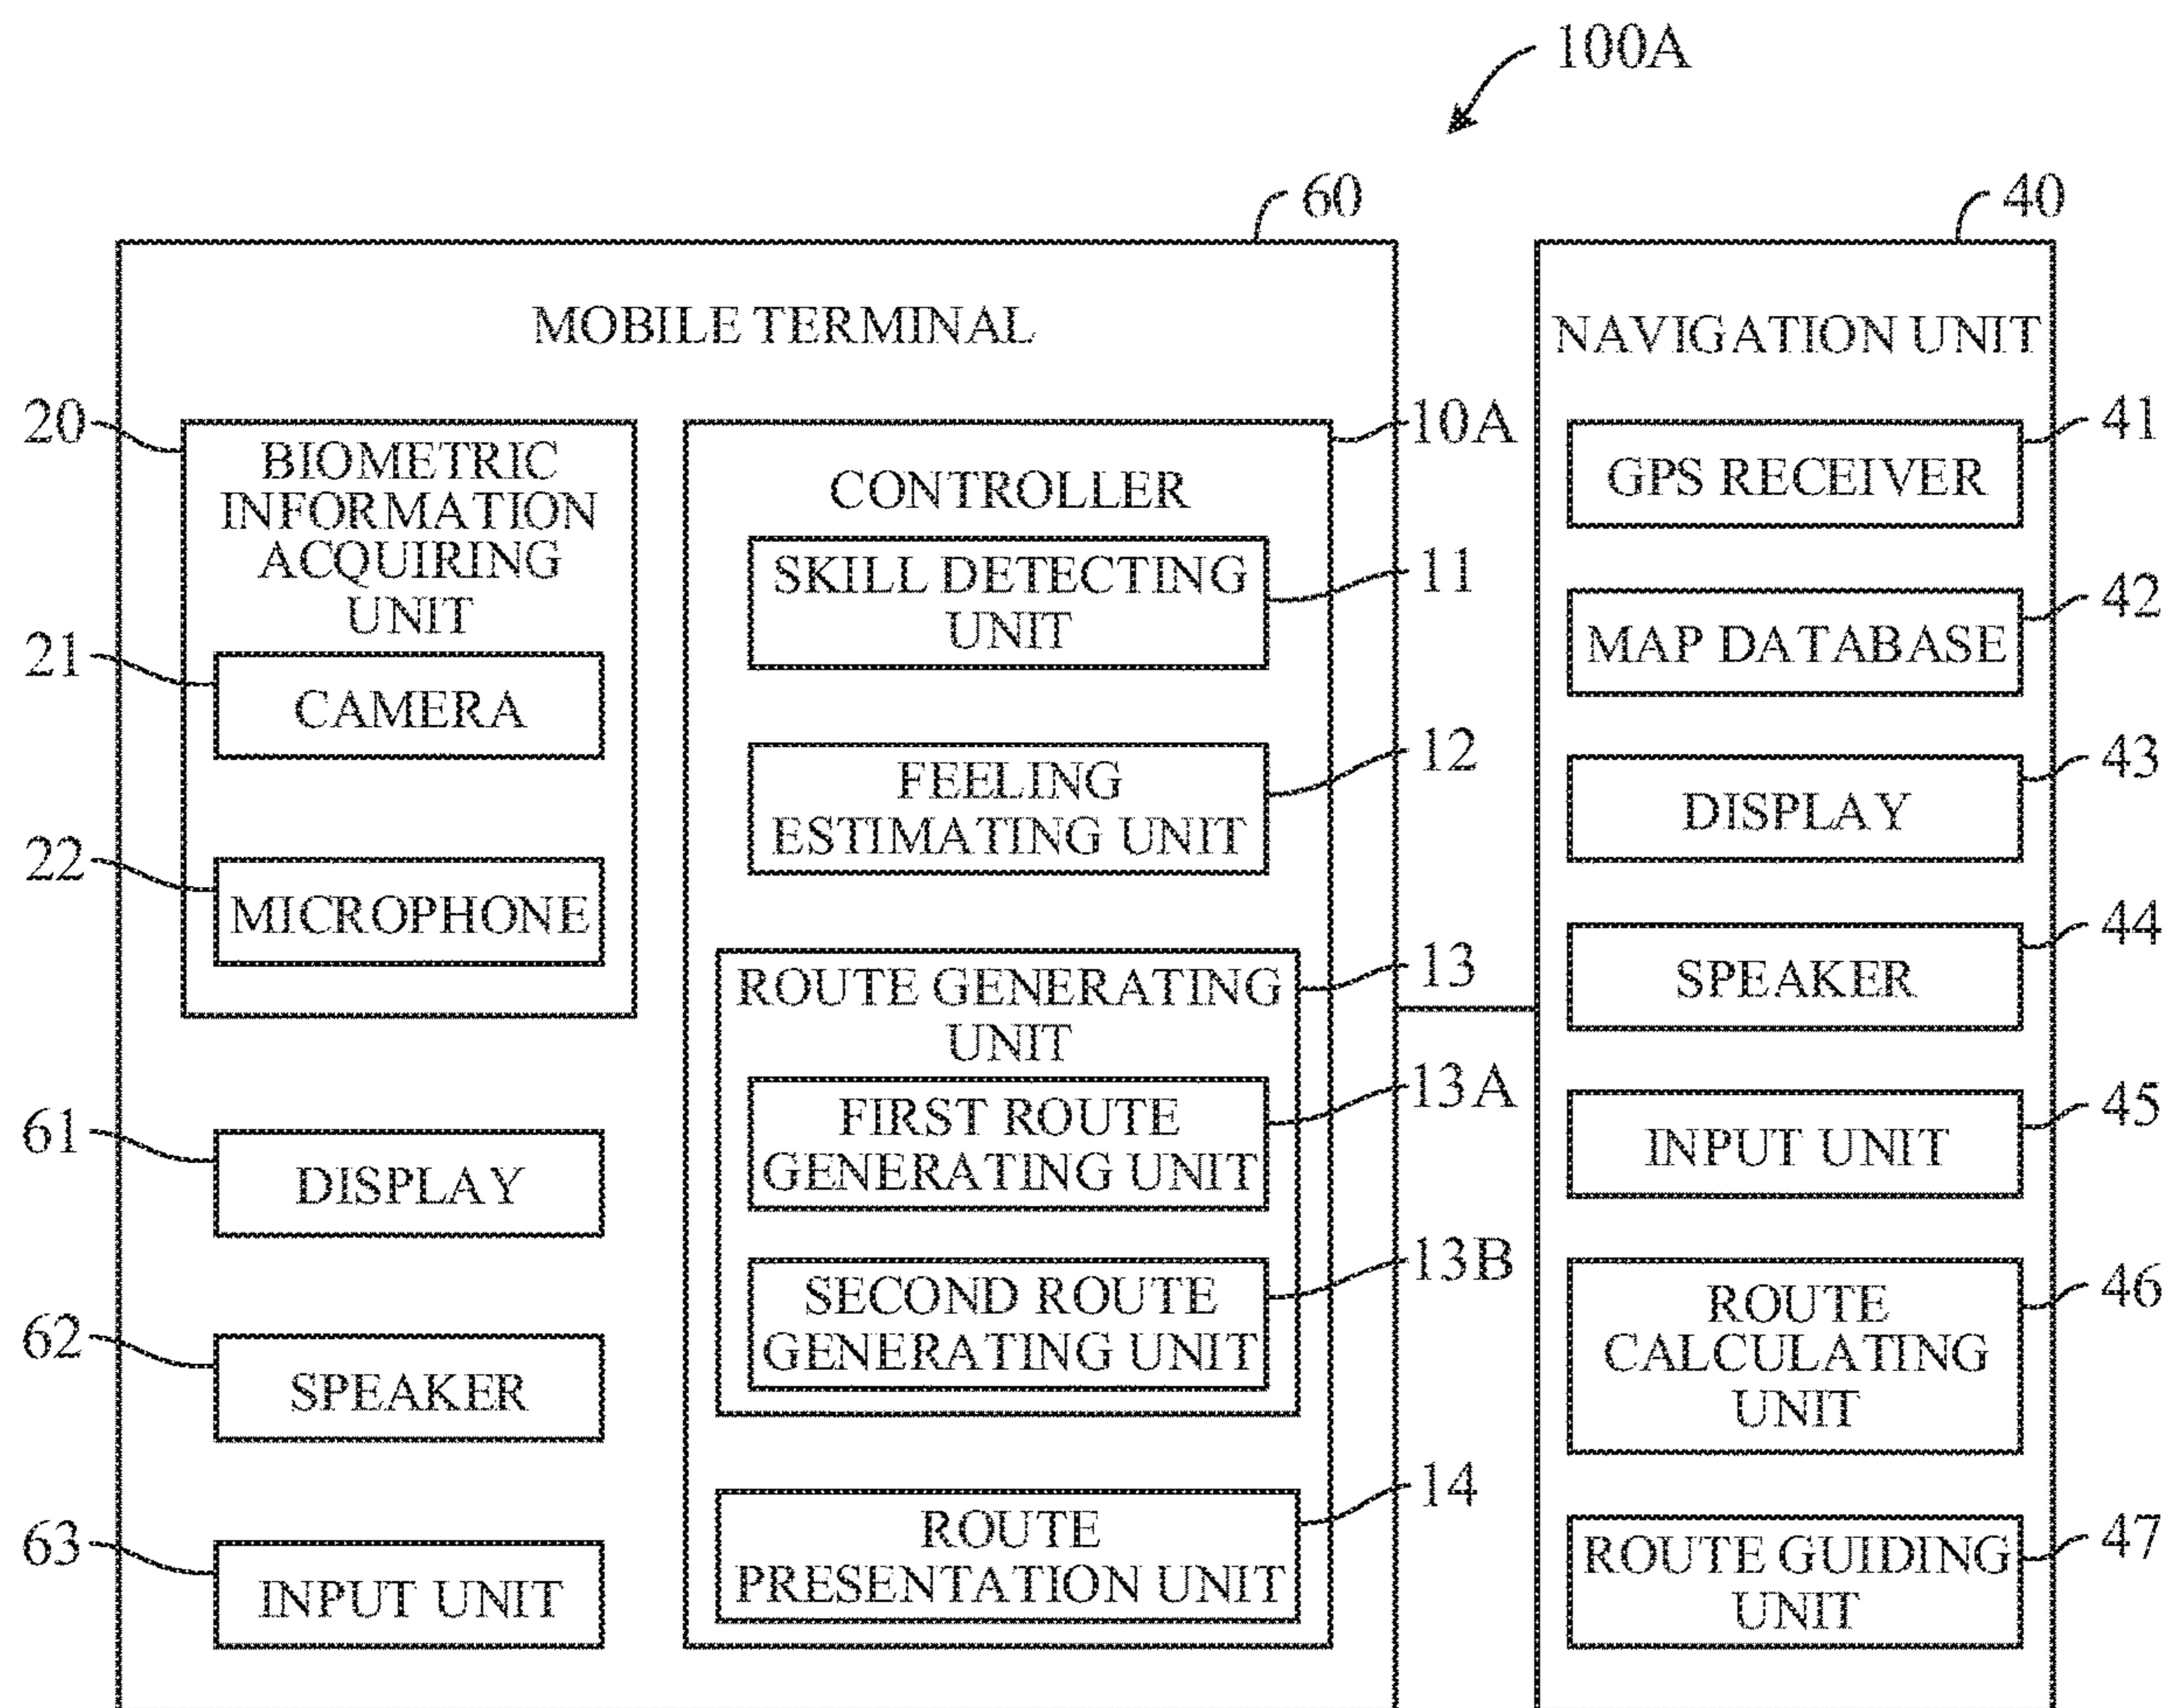 100A
60
40
MOBILE TERMINAL
NAVIGATION UNIT
20
BIOMETRIC
INFORMATION
ACQUIRING
UNIT
21
CAMERA
22
MICROPHONE
61
DISPLAY
62
SPEAKER
63
INPUT UNIT
10A
CONTROLLER
SKILL DETECTING
UNIT
11
FEELING
ESTIMATING UNIT
12
ROUTE GENERATING
UNIT
13
FIRST ROUTE
GENERATING UNIT
13A
SECOND ROUTE
GENERATING UNIT
13B
ROUTE
PRESENTATION UNIT
14
GPS RECEIVER
41
MAP DATABASE
42
DISPLAY
43
SPEAKER
44
INPUT UNIT
45
ROUTE
CALCULATING
UNIT
46
ROUTE GUIDING
UNIT
47